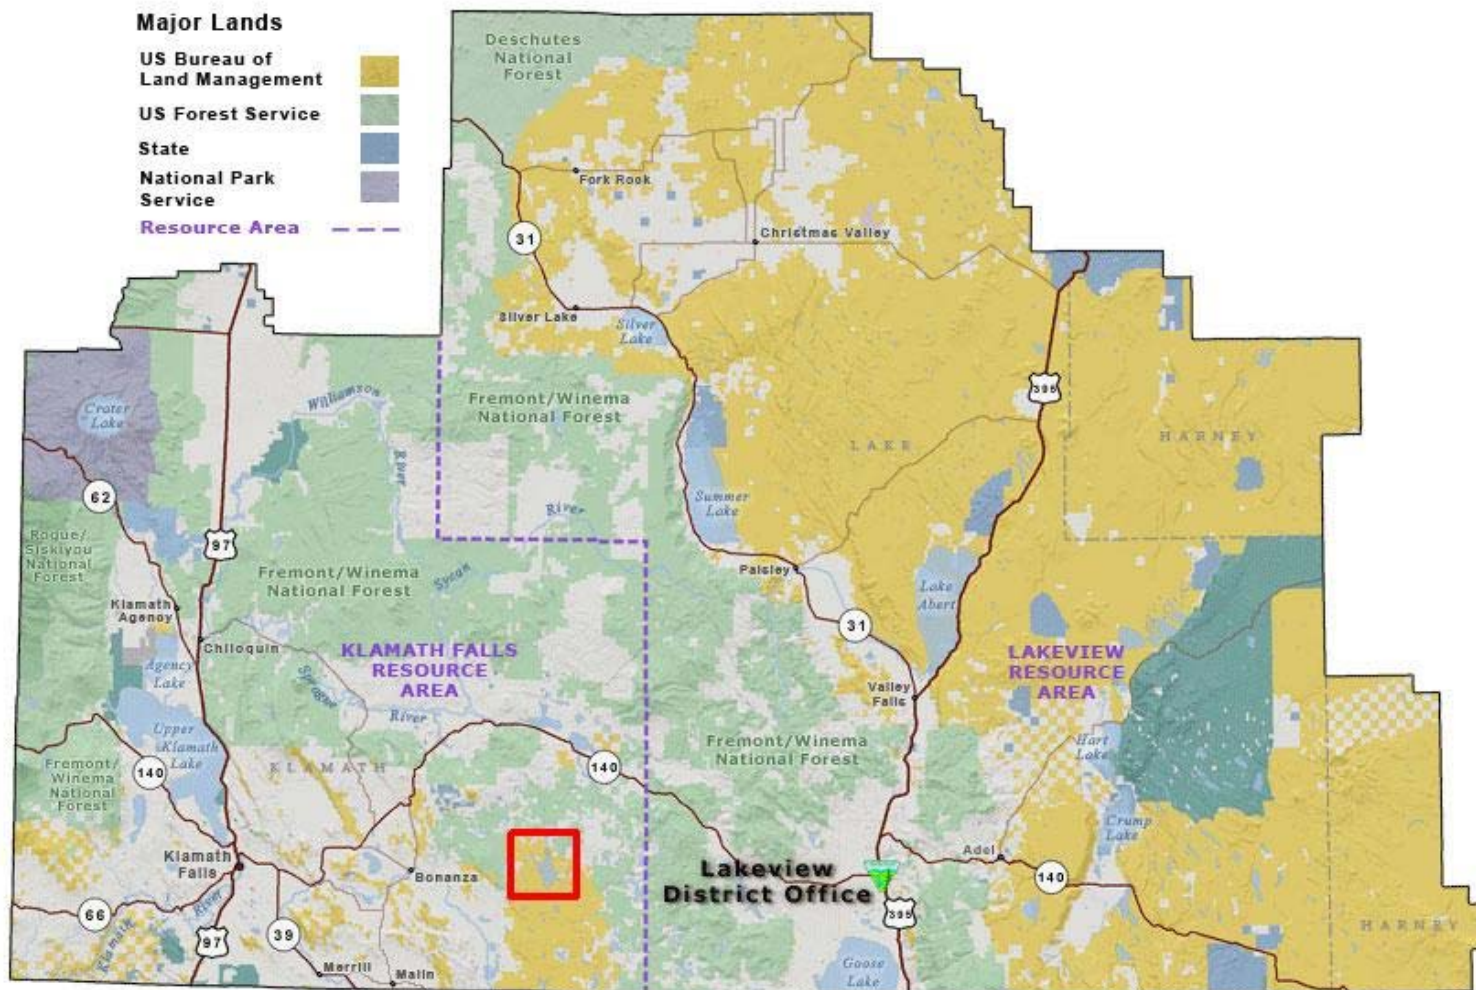 Major Lands
US Bureau of
Land Management
US Forest Service
State
National Park
Service
Resource Area
Deschutes
National
Forest
Fork Rook
31
Christmas Valley
Silver Lake
Silver
Lake
Crater
Lake
Williamson
River
Fremont/Winema
National Forest
395
LAKE
HARNEY
62
Summer
Lake
River
97
Rogue/
Siskiyou
National
Forest
Fremont/Winema
National Forest
Sycan
Paisley
Lake
Abert
Klamath
Agency
Chiloquin
31
KLAMATH FALLS
RESOURCE
AREA
LAKEVIEW
RESOURCE
AREA
Agency
Lake
Sprague
River
Valley
Falls
Upper
Klamath
Lake
Fremont/Winema
National Forest
Hart
Lake
Fremont/
Winema
National
Forest
140
KLAMATH
140
Crump
Lake
Klamath
Falls
Bonanza
Lakeview
District Office
Adel
140
66
Klamath
River
97
39
395
HARNEY
Merrill
Malin
Goose
Lake